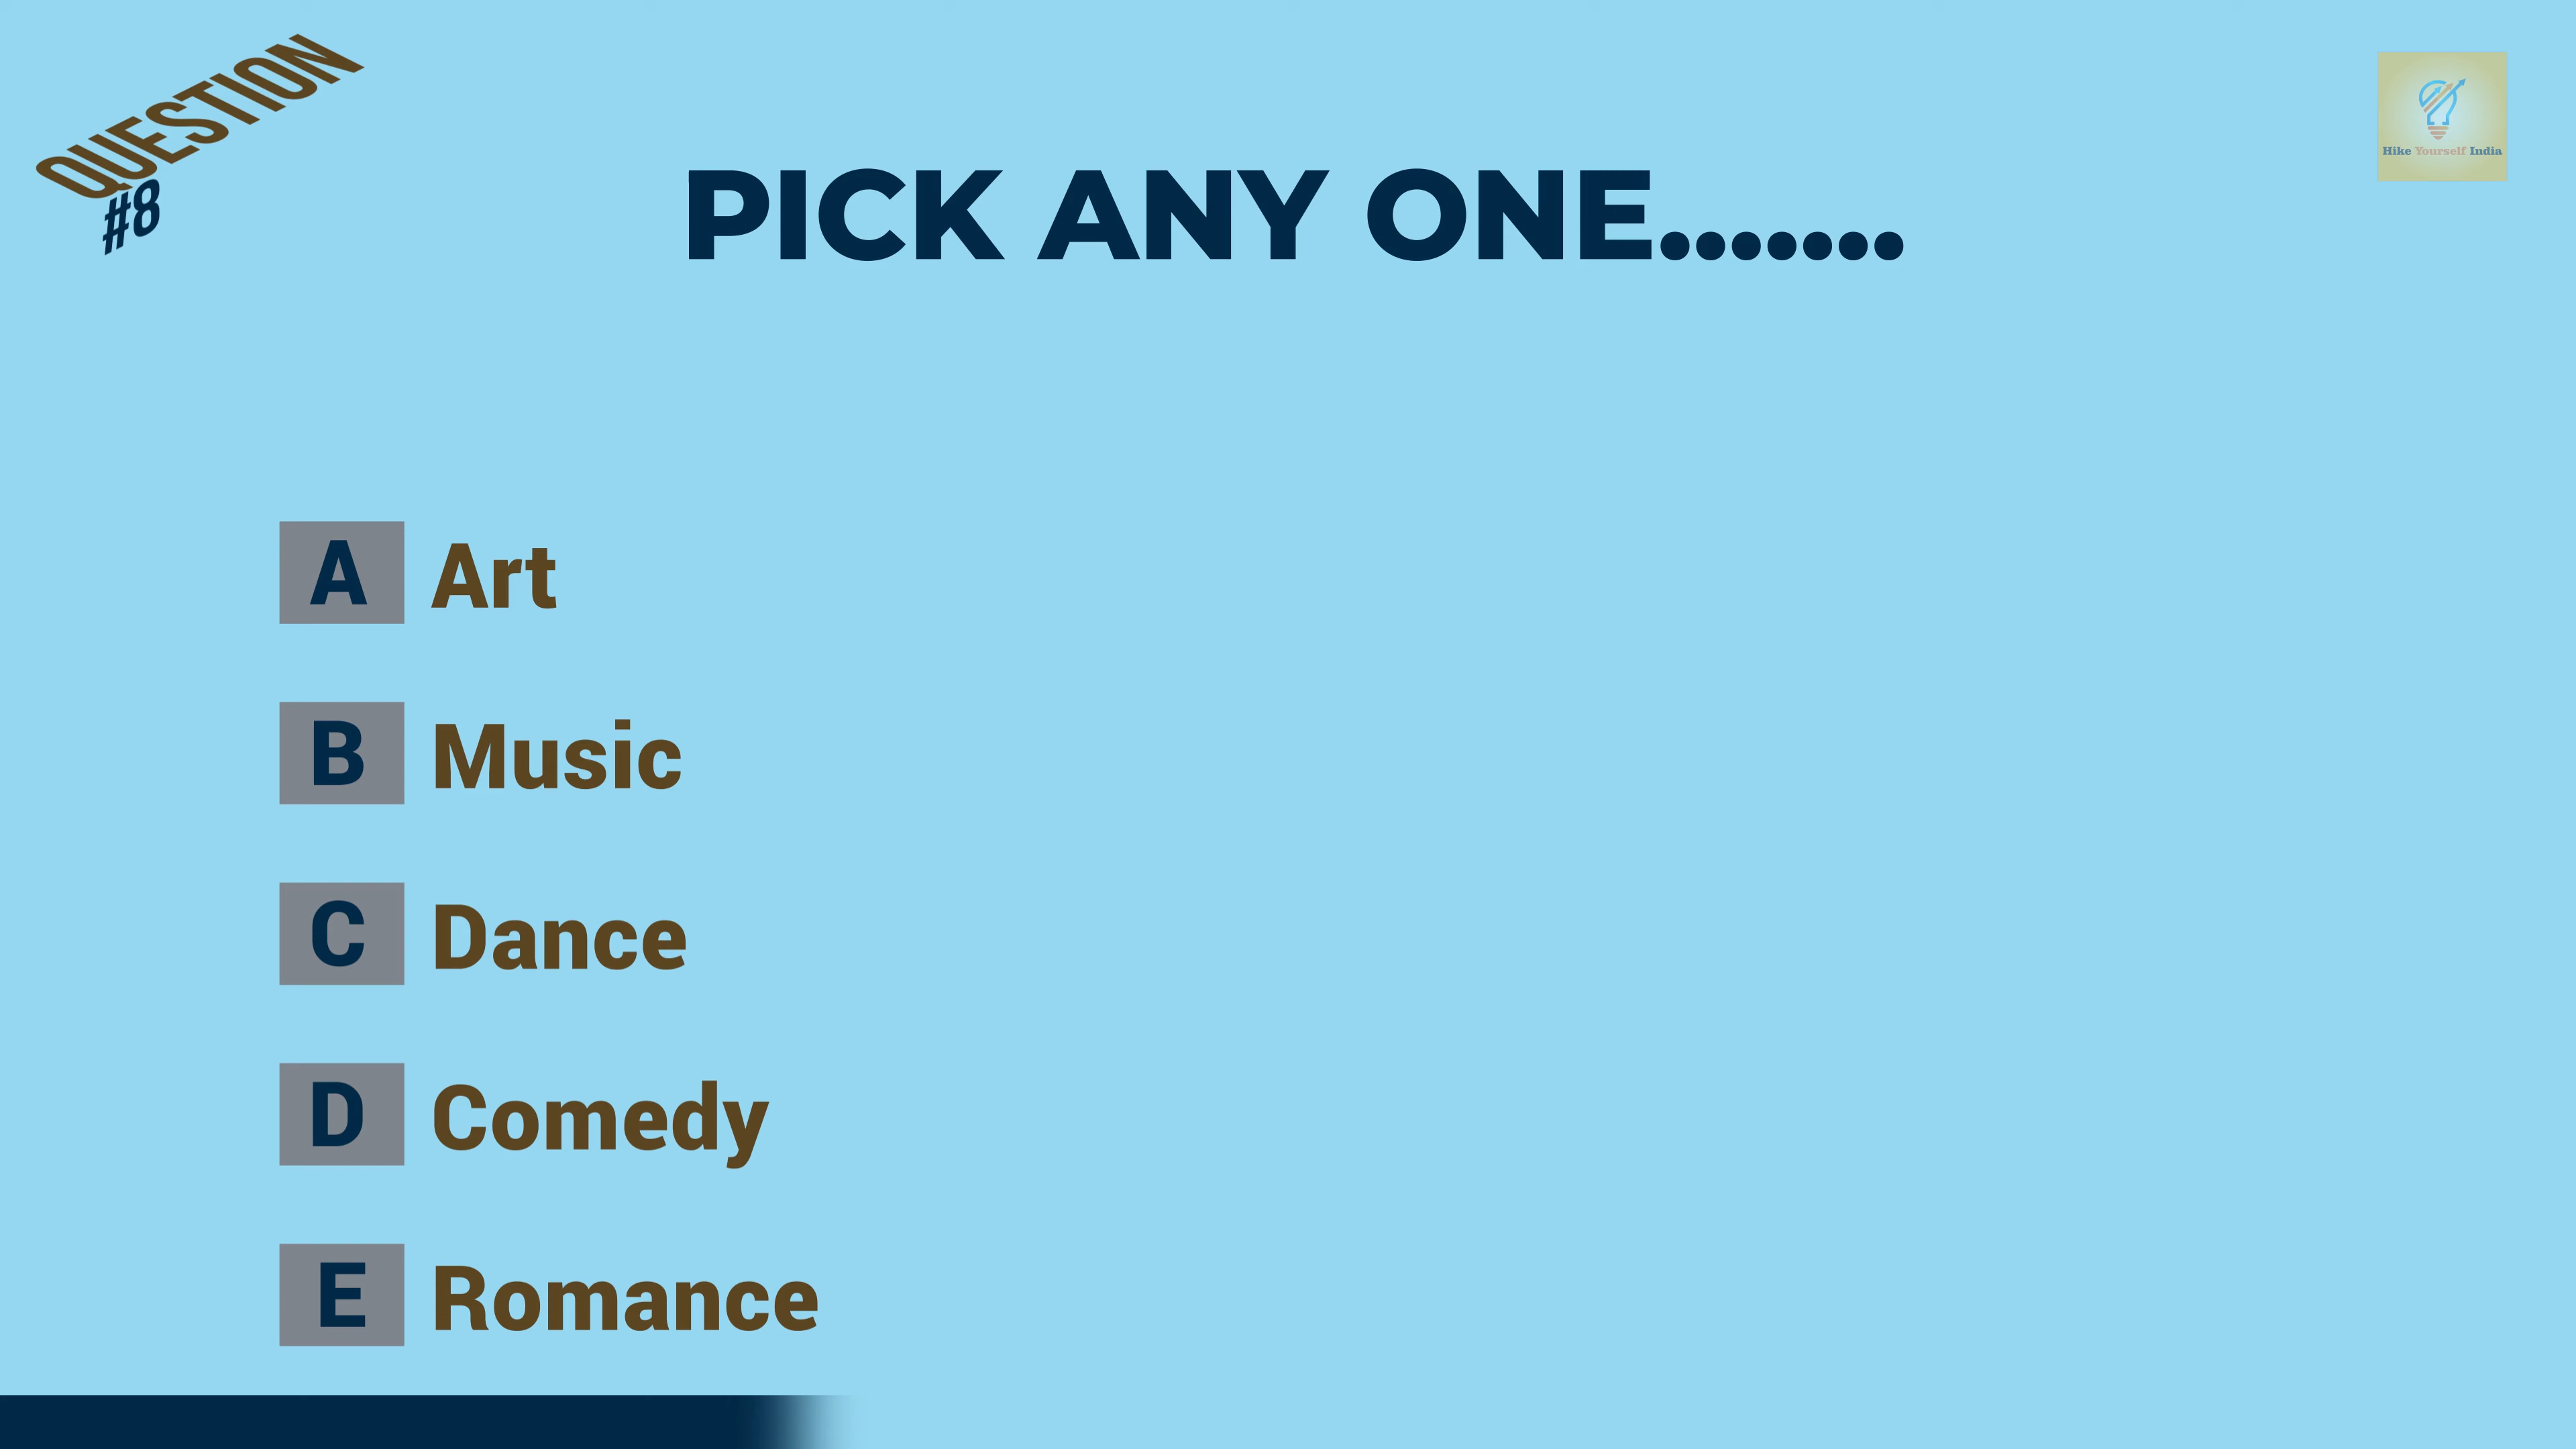 QUESTION
#8
Hike Yourself India
PICK ANY ONE.......
A Art
B Music
C Dance
D Comedy
E Romance